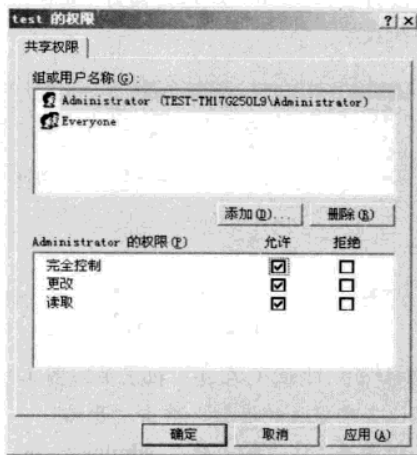 test 的权限
共享权限
组或用户名称(G):
Administrator (TEST-TM17G250L9\Administrator)
Everyone
添加(D)... 删除(R)
Administrator 的权限(P) 允许 拒绝
完全控制
更改
读取
确定 取消 应用(A)